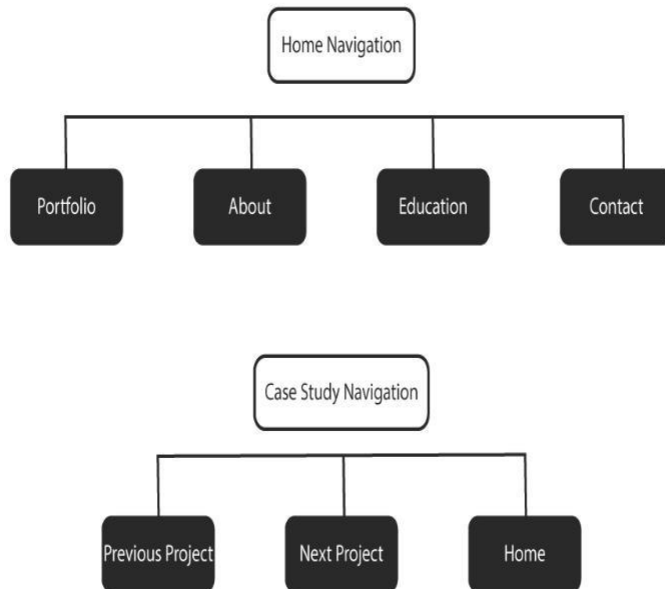 Home Navigation
Portfolio
About
Education
Contact
Case Study Navigation
Previous Project
Next Project
Home